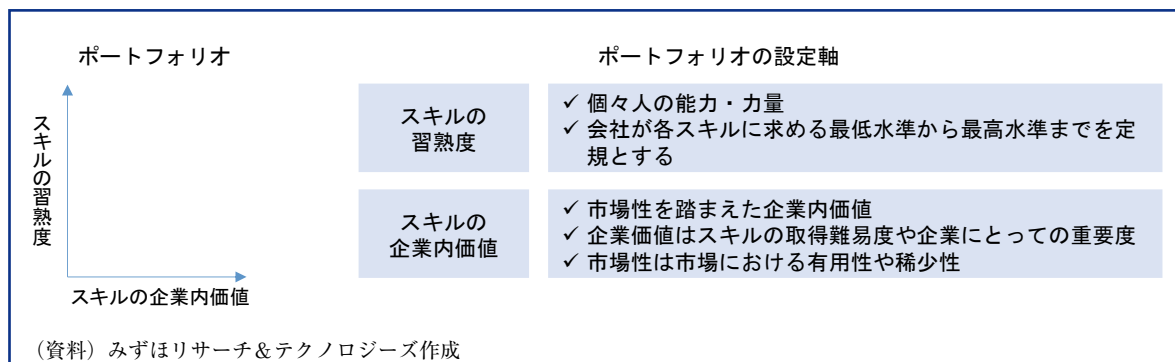 ポートフォリオ
スキルの習熟度
スキルの企業内価値
ポートフォリオの設定軸
スキルの
習熟度
✓ 個々人の能力・力量
✓ 会社が各スキルに求める最低水準から最高水準までを定
規とする
スキルの
企業内価値
✓ 市場性を踏まえた企業内価値
✓ 企業価値はスキルの取得難易度や企業にとっての重要度
✓ 市場性は市場における有用性や稀少性
（資料）みずほリサーチ＆テクノロジーズ作成